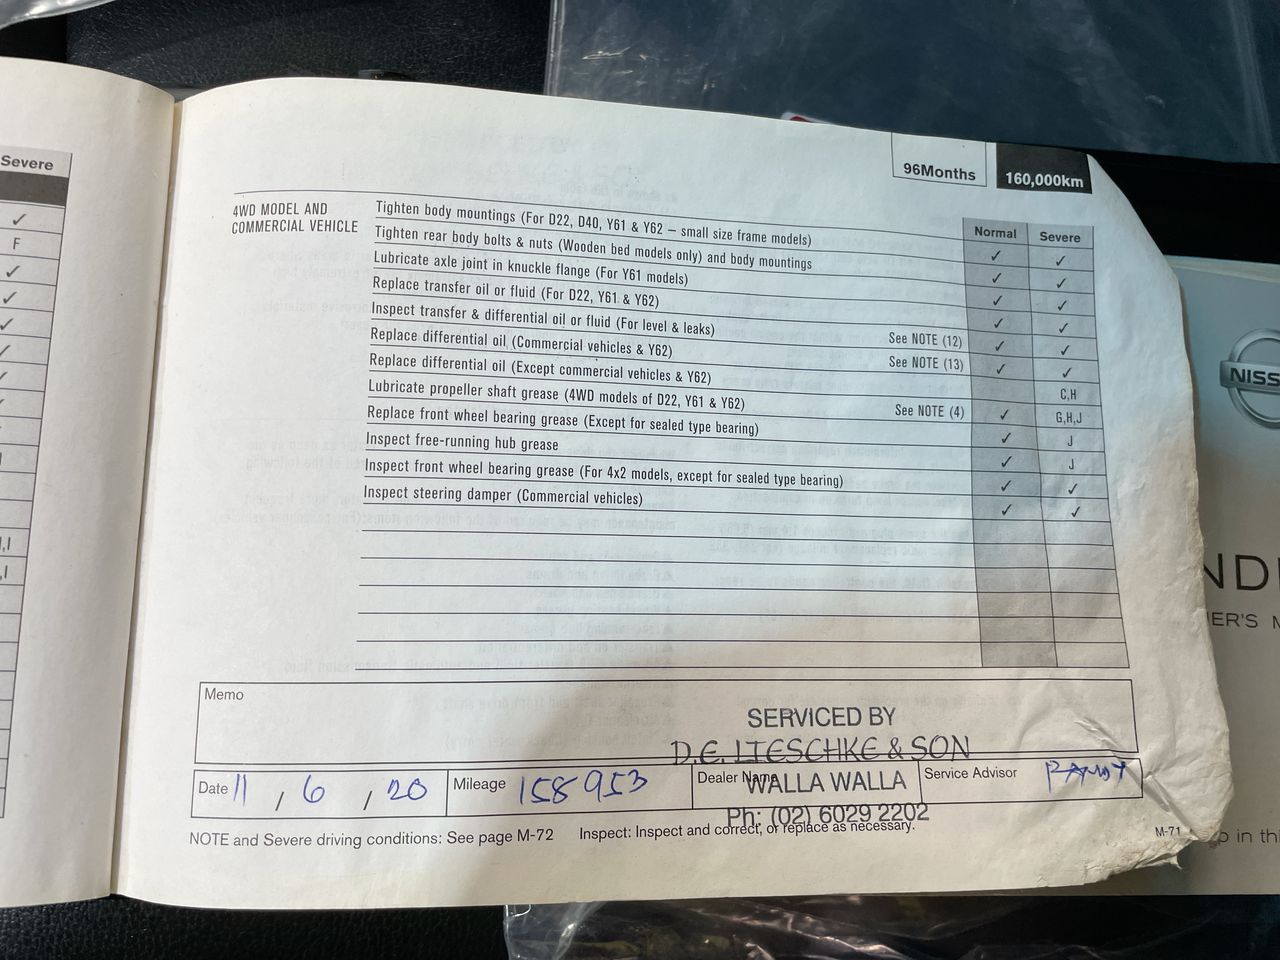 Severe
✓
F
✓
✓
✓
✓
✓
✓
✓
96Months 160,000km
4WD MODEL AND
COMMERCIAL VEHICLE
Normal Severe
Tighten body mountings (For D22, D40, Y61 & Y62 – small size frame models) ✓ ✓
Tighten rear body bolts & nuts (Wooden bed models only) and body mountings ✓ ✓
Lubricate axle joint in knuckle flange (For Y61 models) ✓ ✓
Replace transfer oil or fluid (For D22, Y61 & Y62) ✓ ✓
Inspect transfer & differential oil or fluid (For level & leaks) See NOTE (12) ✓ ✓
Replace differential oil (Commercial vehicles & Y62) See NOTE (13) ✓ ✓
Replace differential oil (Except commercial vehicles & Y62) C,H
Lubricate propeller shaft grease (4WD models of D22, Y61 & Y62) See NOTE (4) ✓ G,H,J
Replace front wheel bearing grease (Except for sealed type bearing) ✓ J
Inspect free-running hub grease ✓ J
Inspect front wheel bearing grease (For 4x2 models, except for sealed type bearing) ✓ ✓
Inspect steering damper (Commercial vehicles) ✓ ✓
Memo
SERVICED BY
D.E. LIESCHKE & SON
WALLA WALLA
Ph: (02) 6029 2202
Date 11 / 6 / 20 Mileage 158953 Dealer Name Service Advisor RANDY
NOTE and Severe driving conditions: See page M-72 Inspect: Inspect and correct, or replace as necessary.
M-71
NISS
ER'S M